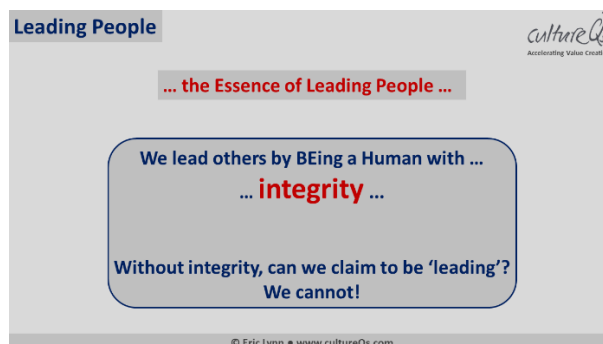 Leading People
cultureQs
Accelerating Value Creati
… the Essence of Leading People …
We lead others by BEing a Human with …
… integrity …
Without integrity, can we claim to be ‘leading’?
We cannot!
© Eric Lynn ● www.cultureQs.com